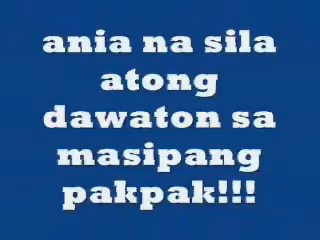 ania na sila
atong
dawaton sa
masipang
pakpak!!!